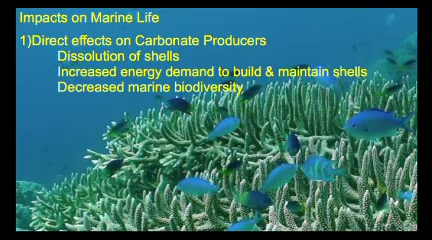 Impacts on Marine Life
1)Direct effects on Carbonate Producers
Dissolution of shells
Increased energy demand to build & maintain shells
Decreased marine biodiversity